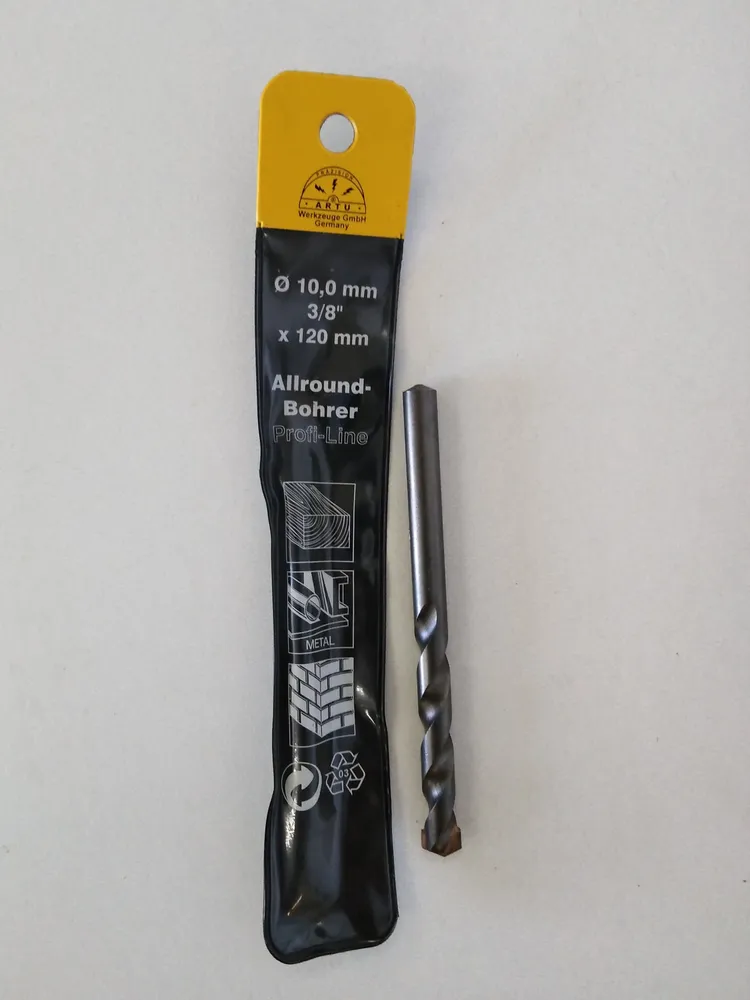 PRÄZISION
ARTU
Werkzeuge GmbH
Germany
Ø 10,0 mm
3/8"
x 120 mm
Allround-
Bohrer
Profi-Line
METAL
03